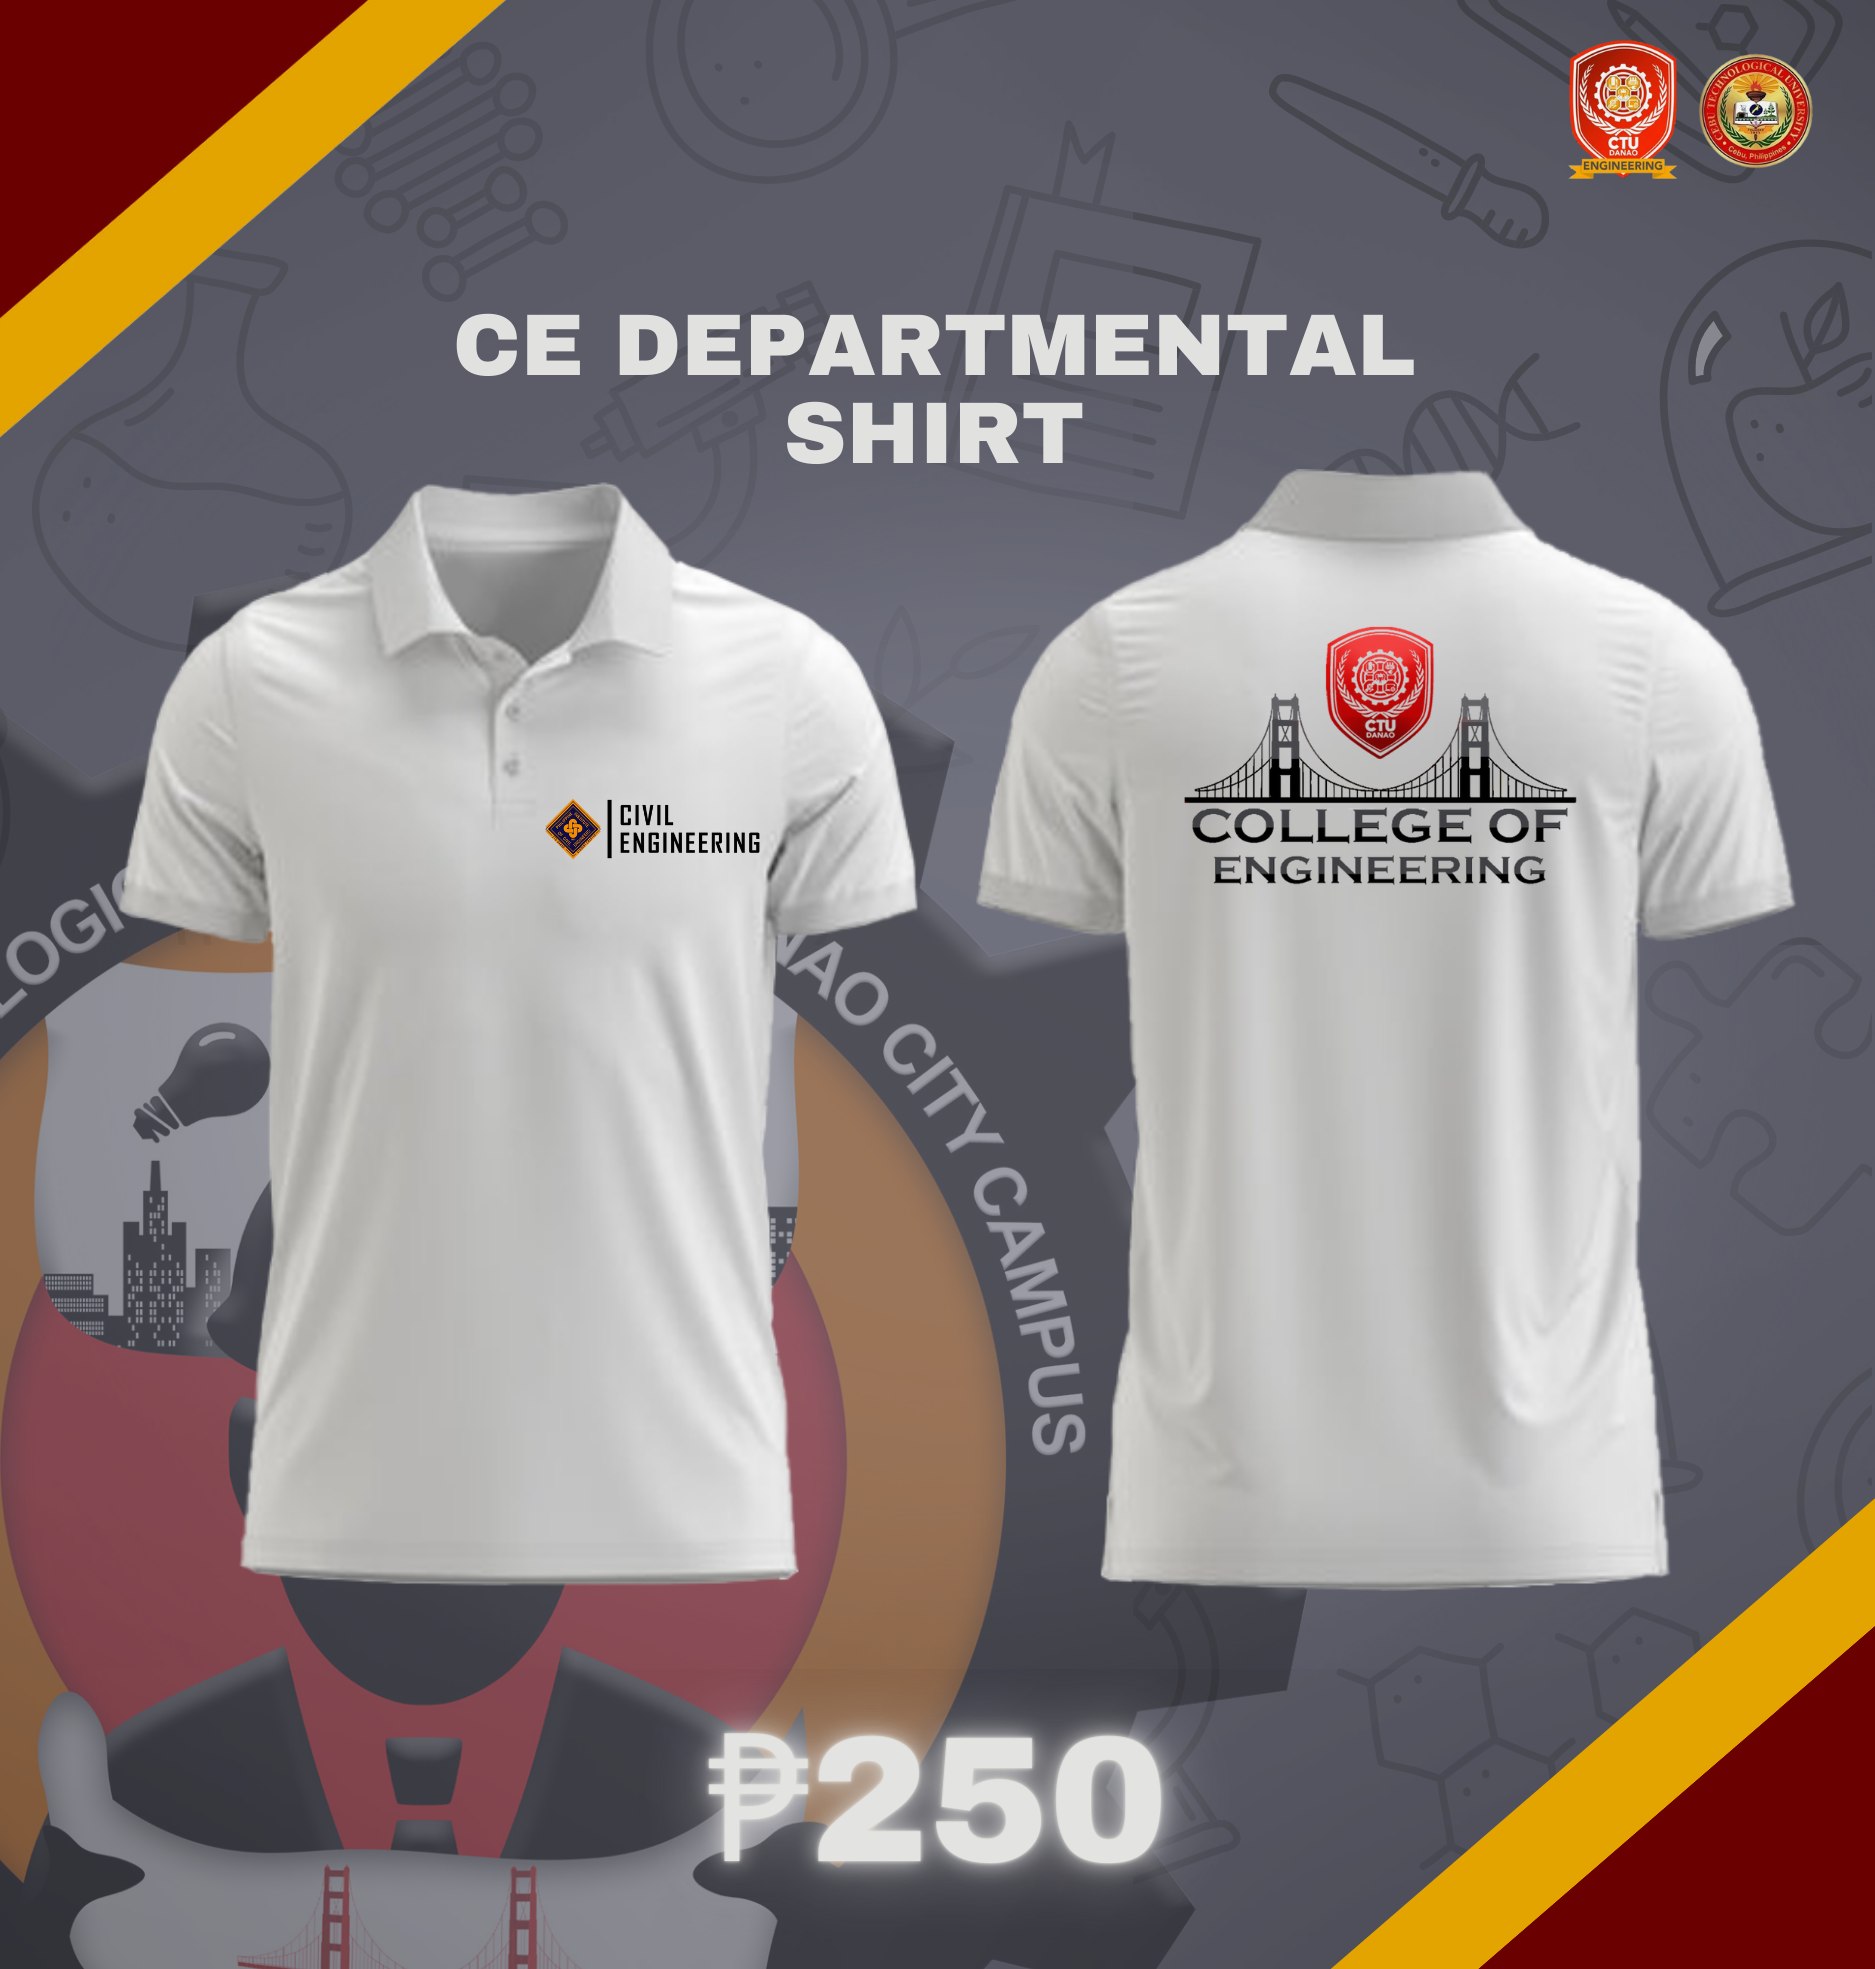 CTU
DANAO
ENGINEERING
CEBU TECHNOLOGICAL UNIVERSITY
Cebu, Philippines
CE DEPARTMENTAL
SHIRT
CIVIL
ENGINEERING
CTU
DANAO
COLLEGE OF
ENGINEERING
LOGIC
NAO CITY CAMPUS
₱250